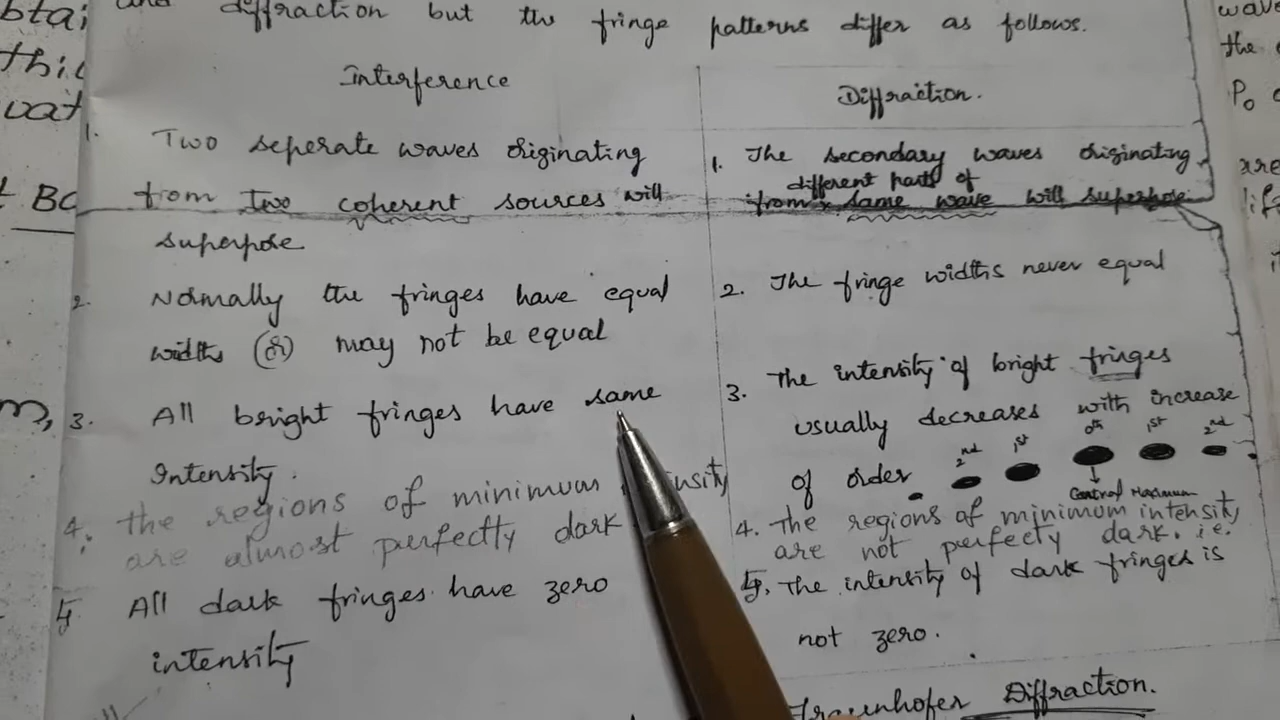 and diffraction but the fringe patterns differ as follows.
Interference
1. Two seperate waves originating
from two coherent sources will
superpose
2. Normally the fringes have equal
widths (or) may not be equal
3. All bright fringes have same
Intensity.
4. the regions of minimum
are almost perfectly dark
5. All dark fringes have zero
intensity
Diffraction.
1. The secondary waves originating
different parts of
from same wave will superpose
2. The fringe widths never equal
3. The intensity of bright fringes
usually decreases with increase
of order
2nd 1st 0th 1st 2nd
Central Maximum
4. The regions of minimum intensity
are not perfectly dark. i.e.
5. The intensity of dark fringes is
not zero.
Fraunhofer Diffraction.
the
P0